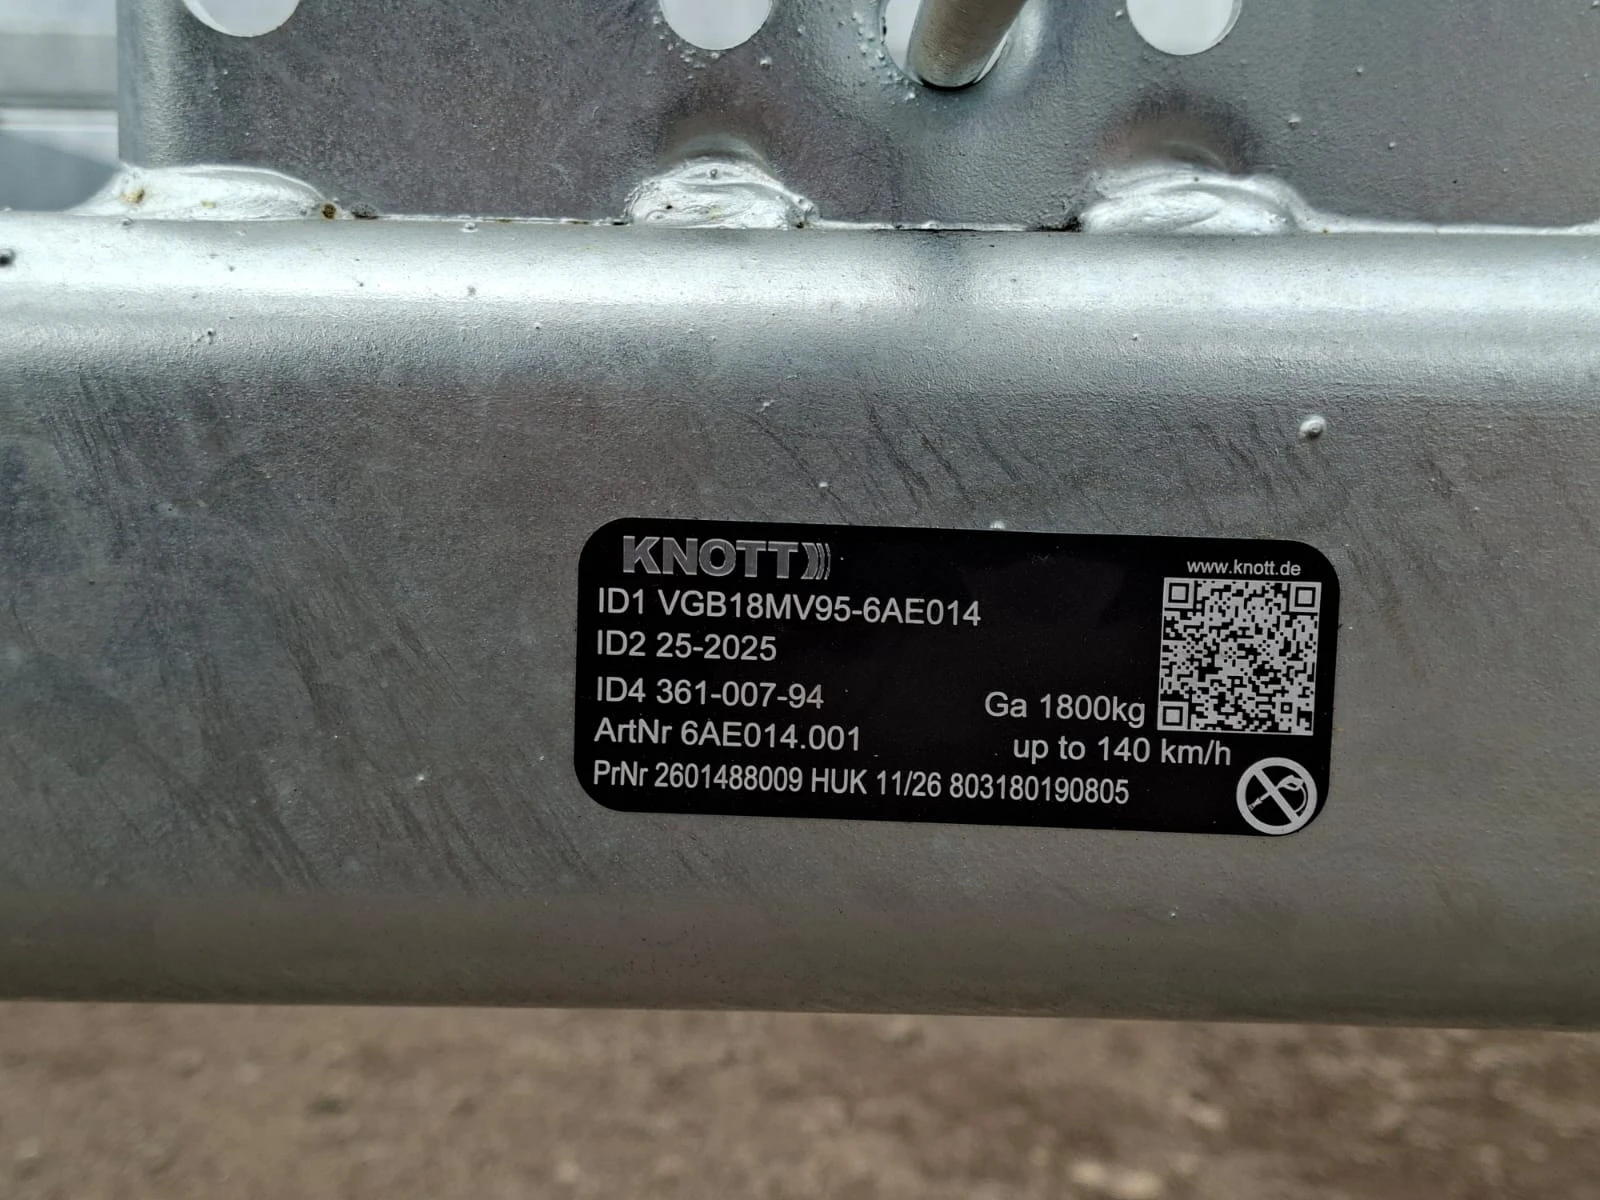 KNOTT
www.knott.de
ID1 VGB18MV95-6AE014
ID2 25-2025
ID4 361-007-94
Ga 1800kg
ArtNr 6AE014.001
up to 140 km/h
PrNr 2601488009 HUK 11/26 803180190805